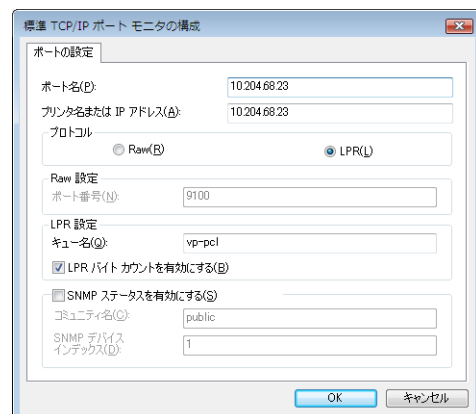 標準 TCP/IP ポート モニタの構成
ポートの設定
ポート名(P):
10.204.68.23
プリンタ名または IP アドレス(A):
10.204.68.23
プロトコル
Raw(R)
LPR(L)
Raw 設定
ポート番号(N):
9100
LPR 設定
キュー名(Q):
vp-pcl
LPR バイト カウントを有効にする(B)
SNMP ステータスを有効にする(S)
コミュニティ名(C):
public
SNMP デバイス
インデックス(D):
1
OK
キャンセル